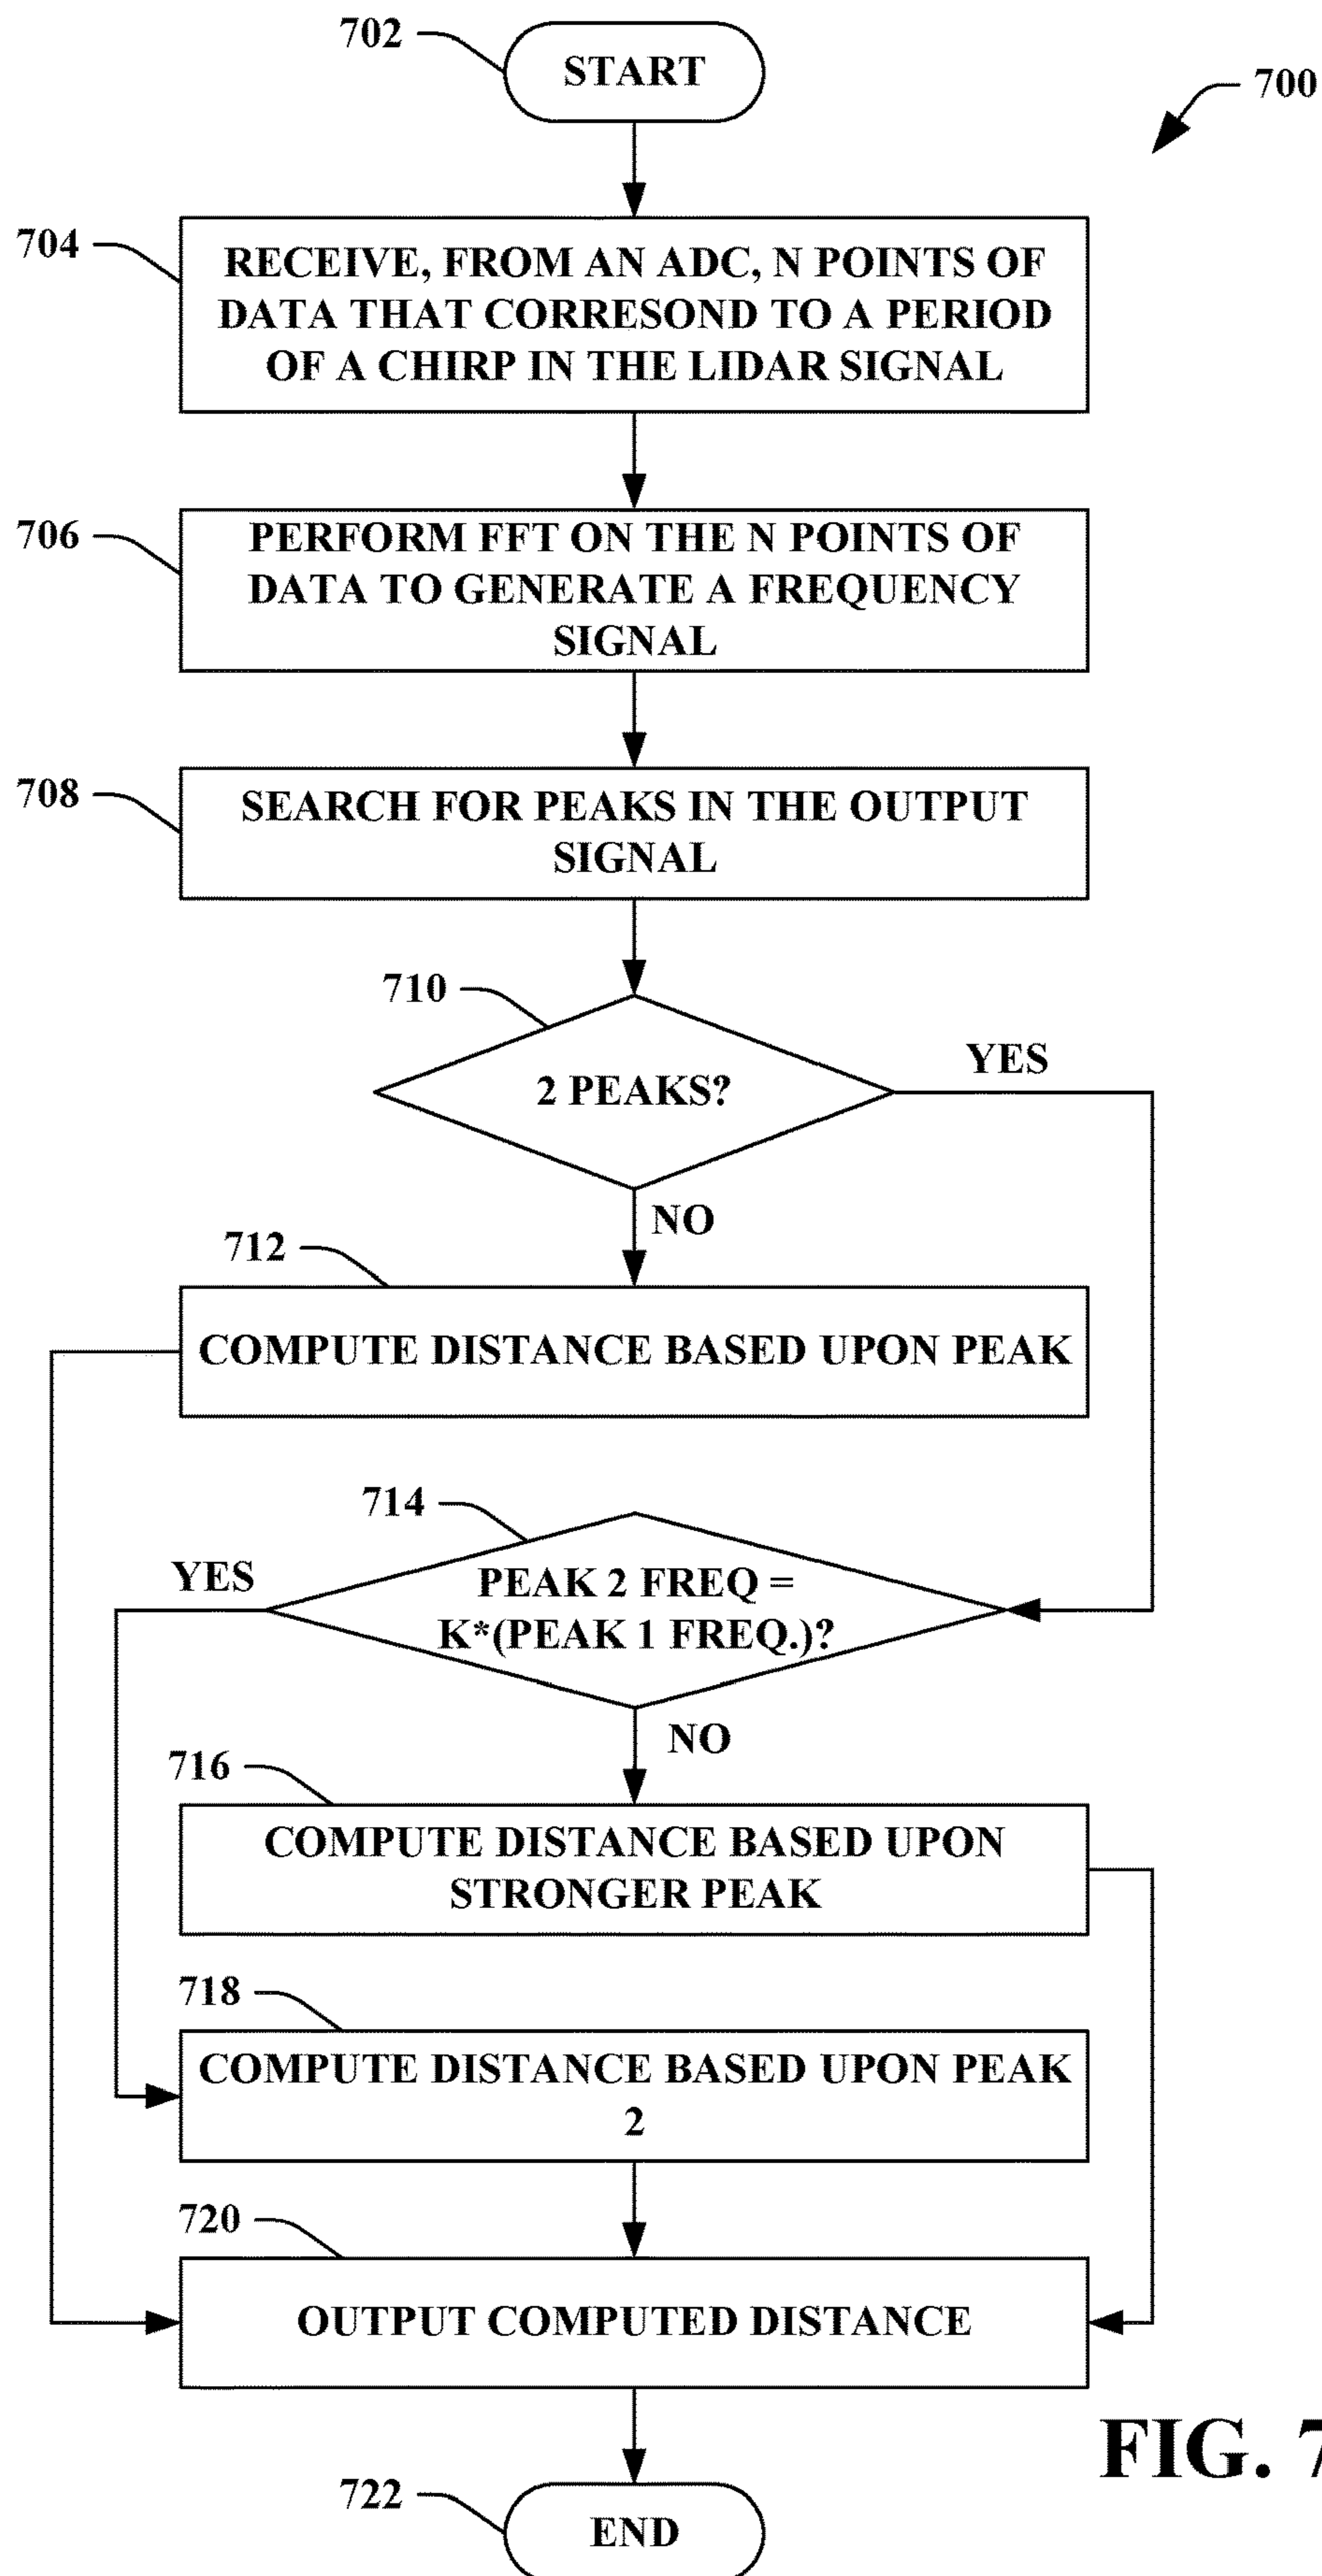 702
START
700
704
RECEIVE, FROM AN ADC, N POINTS OF
DATA THAT CORRESOND TO A PERIOD
OF A CHIRP IN THE LIDAR SIGNAL
706
PERFORM FFT ON THE N POINTS OF
DATA TO GENERATE A FREQUENCY
SIGNAL
708
SEARCH FOR PEAKS IN THE OUTPUT
SIGNAL
710
2 PEAKS?
YES
NO
712
COMPUTE DISTANCE BASED UPON PEAK
714
YES
PEAK 2 FREQ =
K*(PEAK 1 FREQ.)?
NO
716
COMPUTE DISTANCE BASED UPON
STRONGER PEAK
718
COMPUTE DISTANCE BASED UPON PEAK
2
720
OUTPUT COMPUTED DISTANCE
FIG. 7
722
END